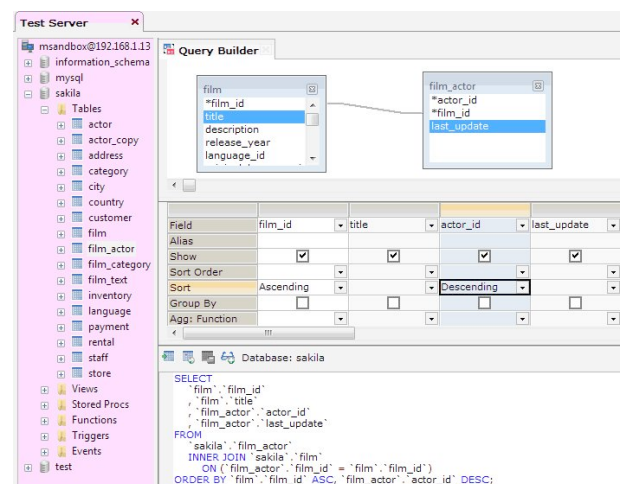 Test Server ×
msandbox@192.168.1.13
information_schema
mysql
sakila
Tables
actor
actor_copy
address
category
city
country
customer
film
film_actor
film_category
film_text
inventory
language
payment
rental
staff
store
Views
Stored Procs
Functions
Triggers
Events
test
Query Builder
film
*film_id
title
description
release_year
language_id
film_actor
*actor_id
*film_id
last_update
Field film_id title actor_id last_update
Alias
Show
Sort Order
Sort Ascending Descending
Group By
Agg: Function
Database: sakila
SELECT
`film`.`film_id`
, `film`.`title`
, `film_actor`.`actor_id`
, `film_actor`.`last_update`
FROM
`sakila`.`film_actor`
INNER JOIN `sakila`.`film`
ON (`film_actor`.`film_id` = `film`.`film_id`)
ORDER BY `film`.`film_id` ASC, `film_actor`.`actor_id` DESC;